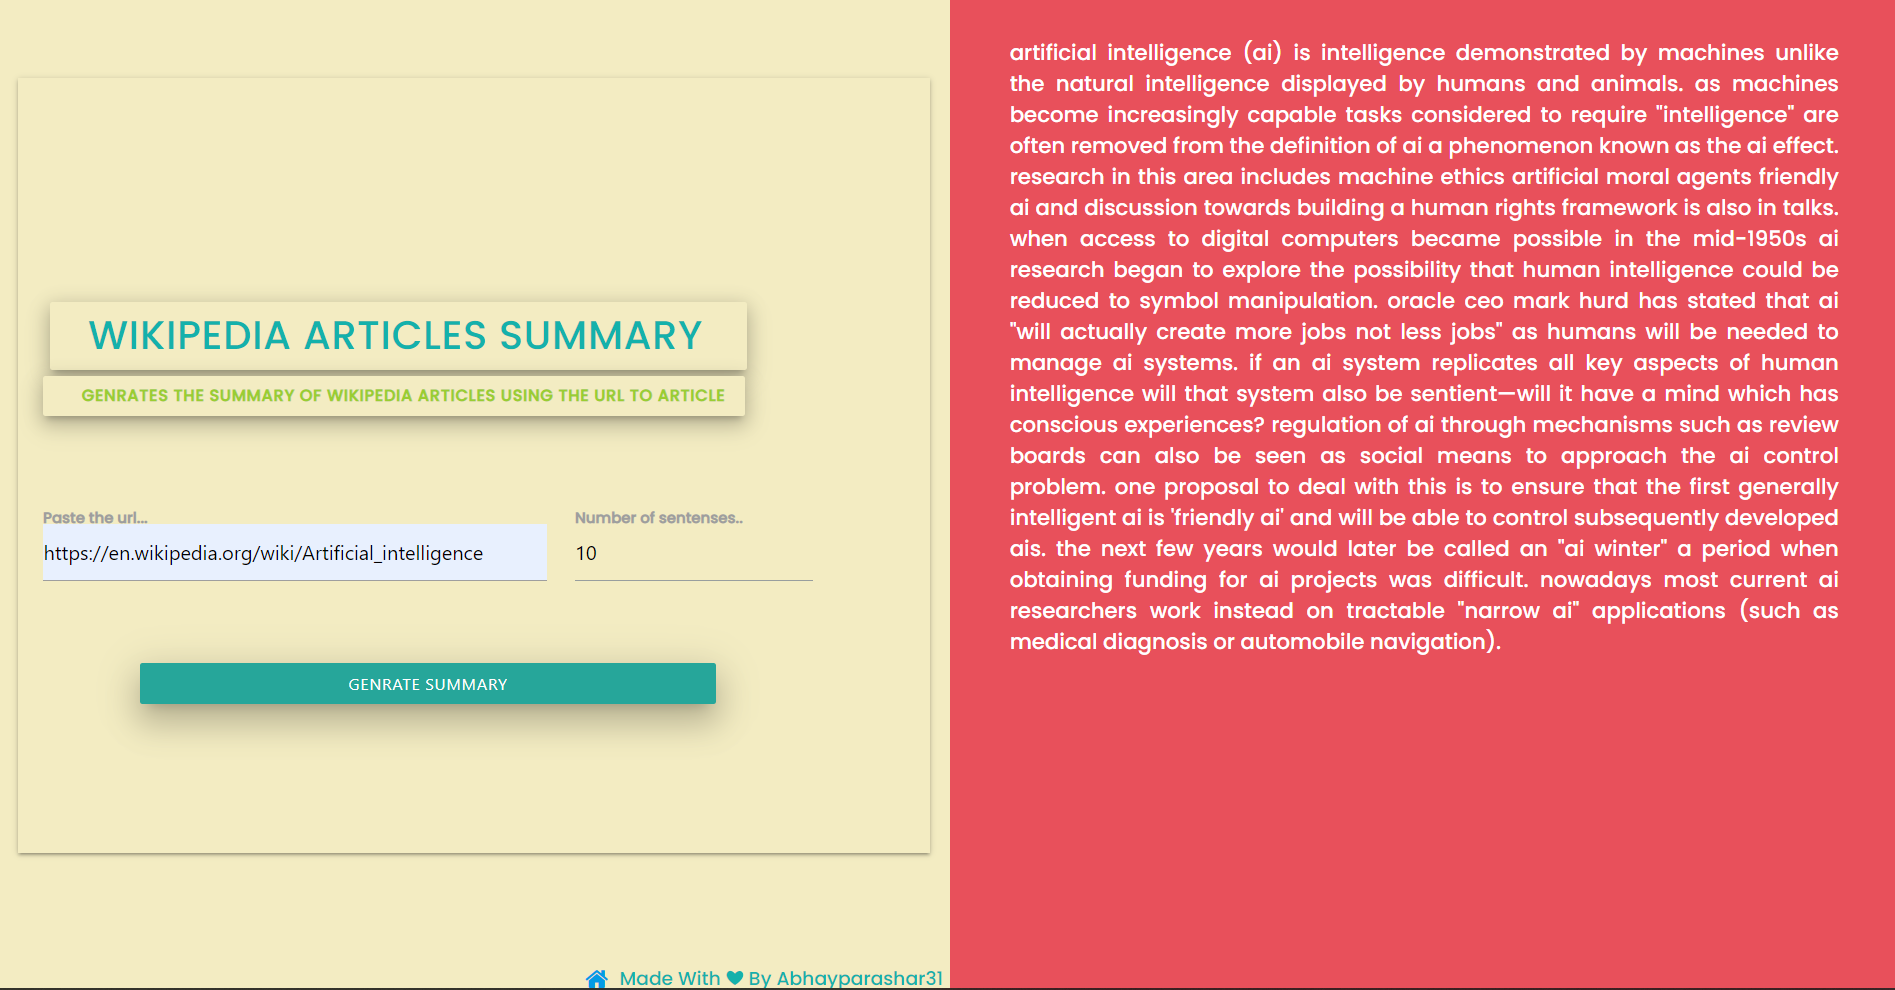 WIKIPEDIA ARTICLES SUMMARY
GENRATES THE SUMMARY OF WIKIPEDIA ARTICLES USING THE URL TO ARTICLE
Paste the url...
https://en.wikipedia.org/wiki/Artificial_intelligence
Number of sentences..
10
GENRATE SUMMARY
Made With ♥ By Abhayparashar31
artificial intelligence (ai) is intelligence demonstrated by machines unlike
the natural intelligence displayed by humans and animals. as machines
become increasingly capable tasks considered to require "intelligence" are
often removed from the definition of ai a phenomenon known as the ai effect.
research in this area includes machine ethics artificial moral agents friendly
ai and discussion towards building a human rights framework is also in talks.
when access to digital computers became possible in the mid-1950s ai
research began to explore the possibility that human intelligence could be
reduced to symbol manipulation. oracle ceo mark hurd has stated that ai
"will actually create more jobs not less jobs" as humans will be needed to
manage ai systems. if an ai system replicates all key aspects of human
intelligence will that system also be sentient—will it have a mind which has
conscious experiences? regulation of ai through mechanisms such as review
boards can also be seen as social means to approach the ai control
problem. one proposal to deal with this is to ensure that the first generally
intelligent ai is 'friendly ai' and will be able to control subsequently developed
ais. the next few years would later be called an "ai winter" a period when
obtaining funding for ai projects was difficult. nowadays most current ai
researchers work instead on tractable "narrow ai" applications (such as
medical diagnosis or automobile navigation).